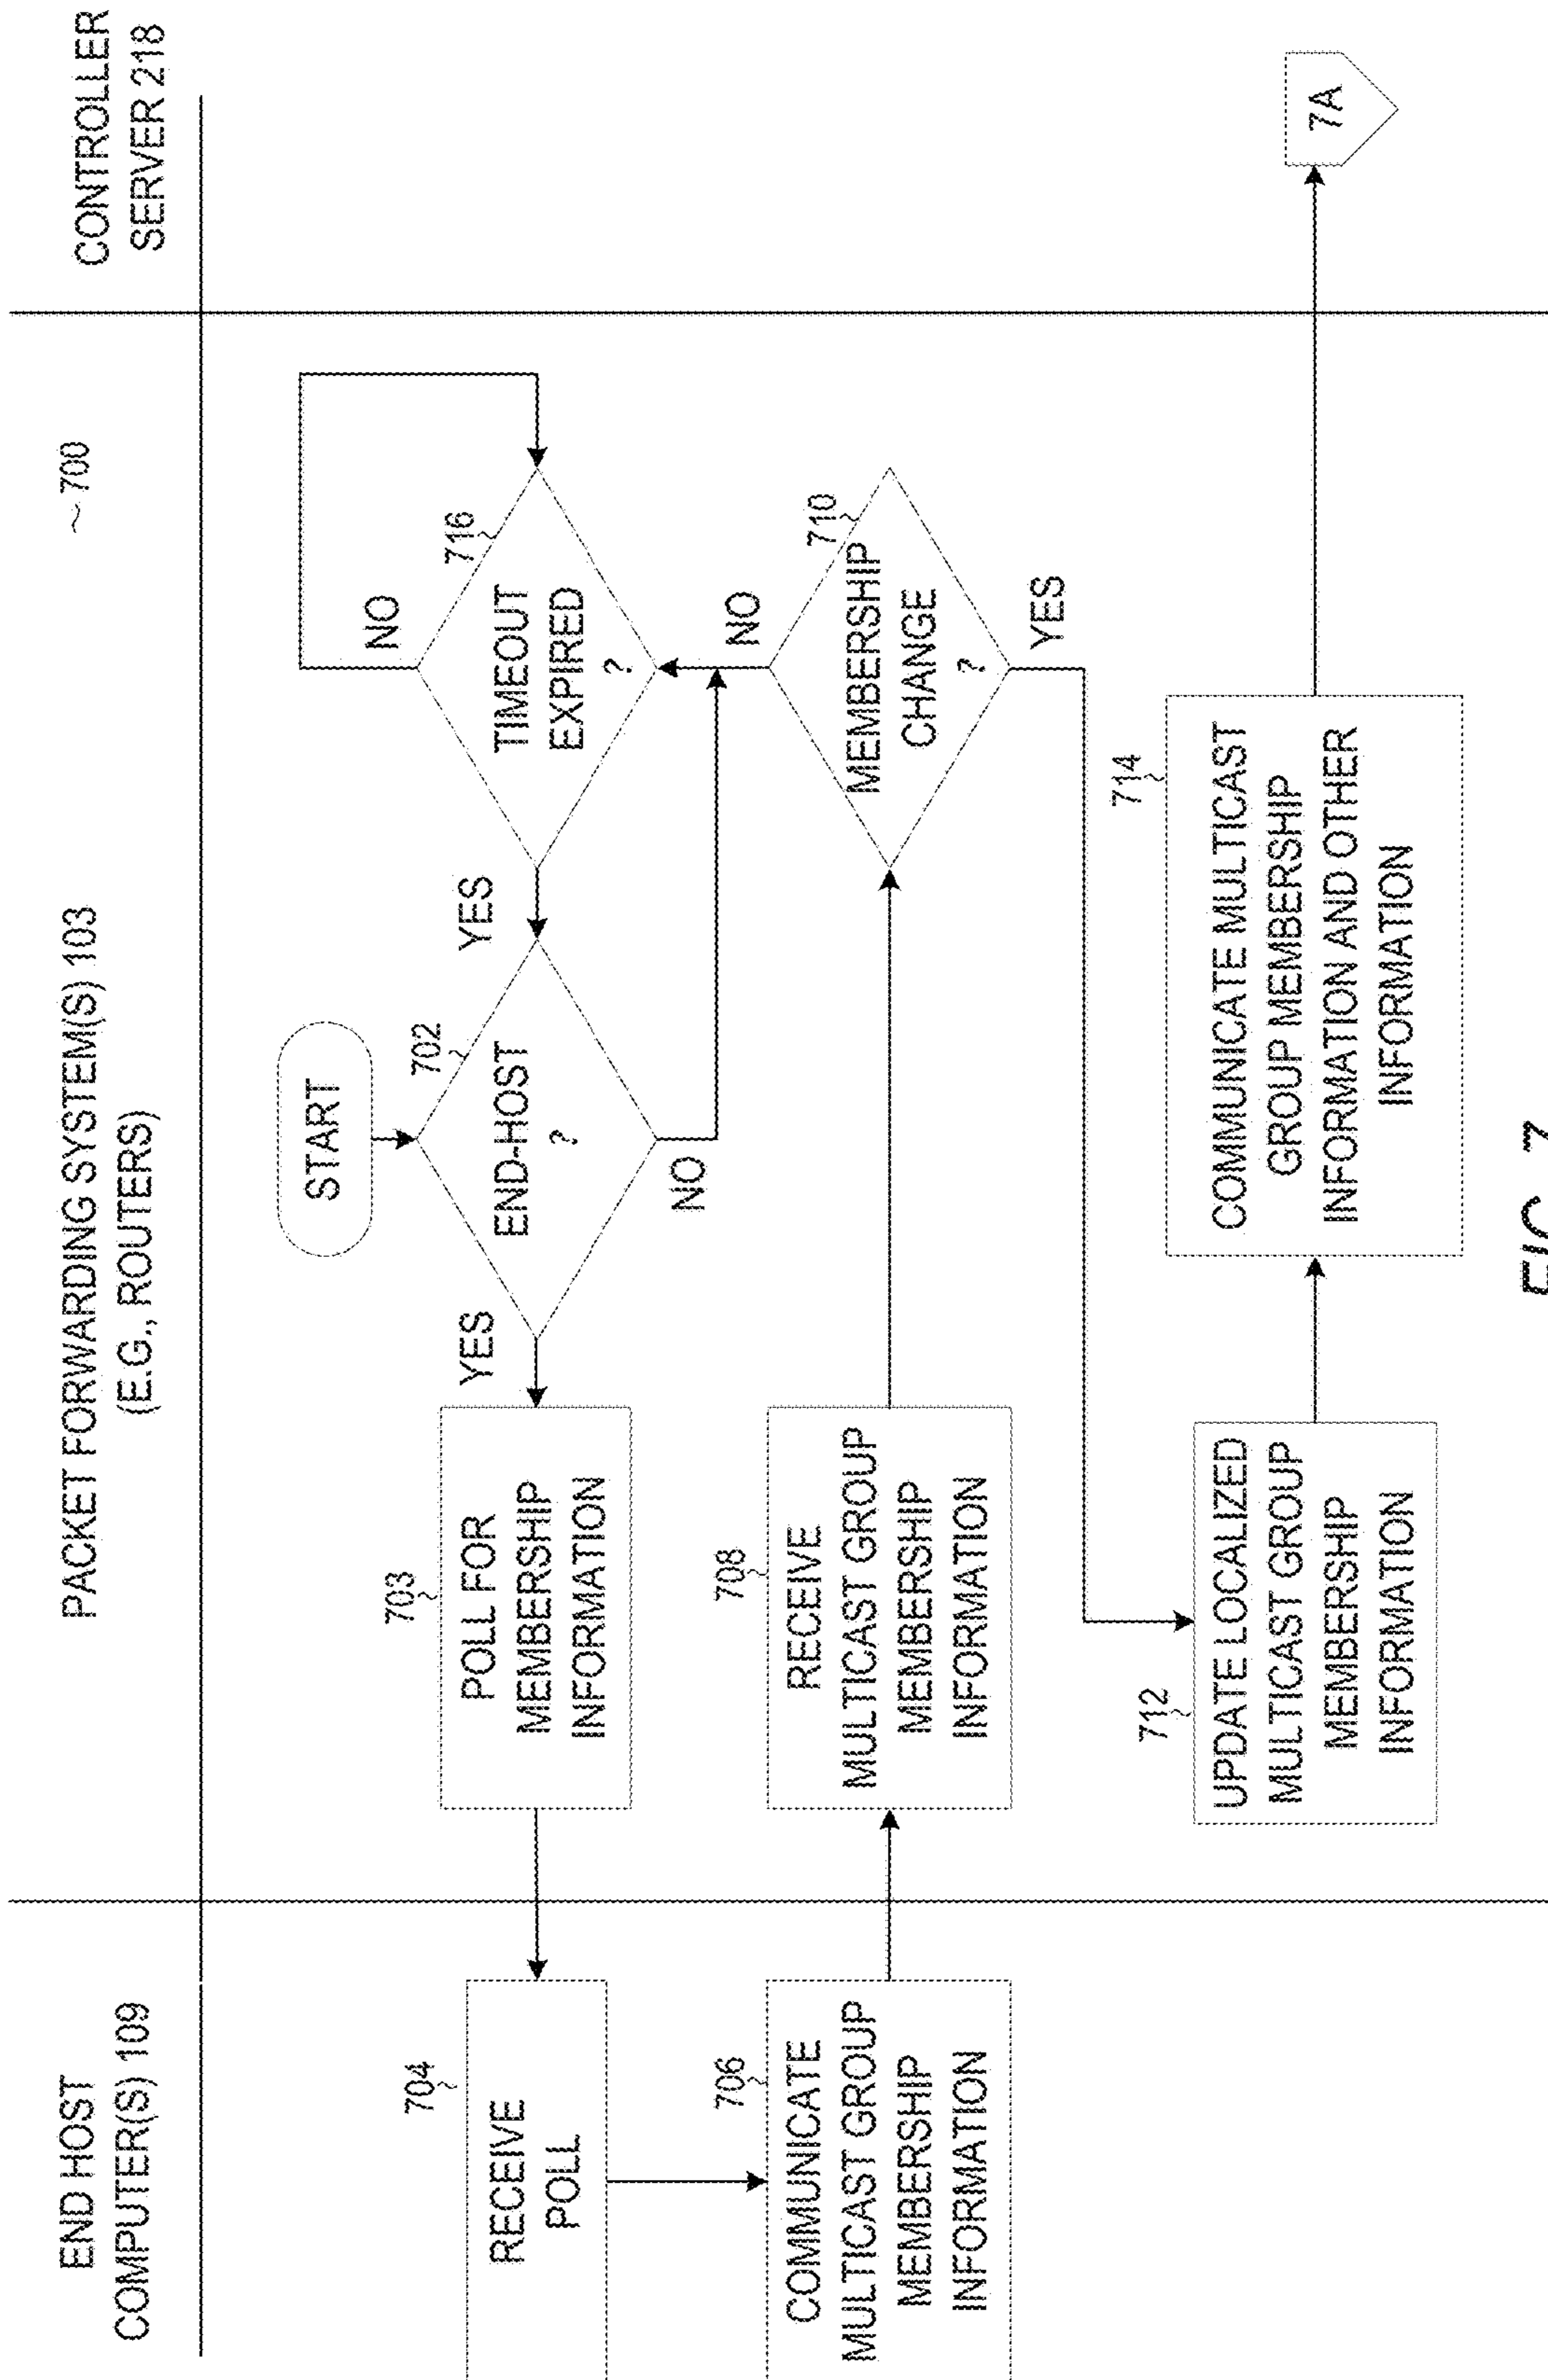 END HOST
COMPUTER(S) 109
PACKET FORWARDING SYSTEM(S) 103
(E.G., ROUTERS)
~ 700
CONTROLLER
SERVER 218
START
702
END-HOST
?
YES
NO
716
TIMEOUT
EXPIRED
?
YES
NO
703
POLL FOR
MEMBERSHIP
INFORMATION
704
RECEIVE
POLL
706
COMMUNICATE
MULTICAST GROUP
MEMBERSHIP
INFORMATION
708
RECEIVE
MULTICAST GROUP
MEMBERSHIP
INFORMATION
710
MEMBERSHIP
CHANGE
?
NO
YES
712
UPDATE LOCALIZED
MULTICAST GROUP
MEMBERSHIP
INFORMATION
714
COMMUNICATE MULTICAST
GROUP MEMBERSHIP
INFORMATION AND OTHER
INFORMATION
7A
FIG. 7